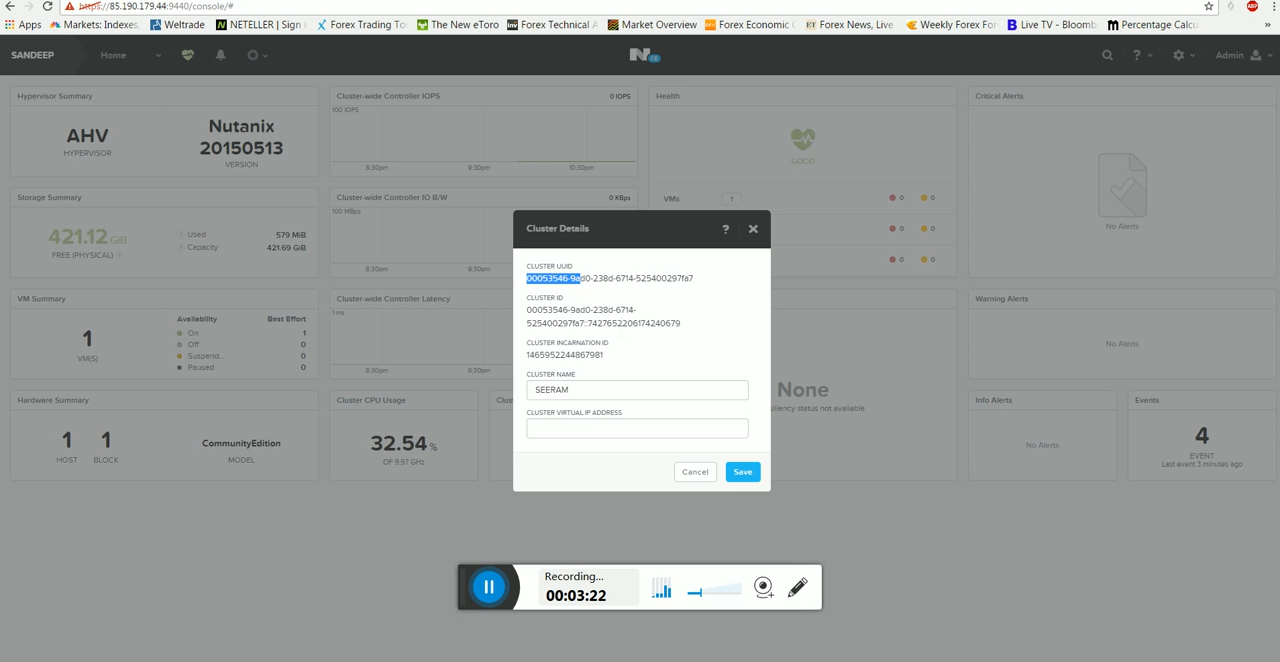 https://85.190.179.44:9440/console/#
Apps Markets: Indexes, Weltrade NETELLER | Sign Forex Trading To The New eToro Forex Technical A Market Overview Forex Economic Forex News, Live Weekly Forex For Live TV - Bloomb Percentage Calcu »
SANDEEP Home ? Admin
Hypervisor Summary
AHV
HYPERVISOR
Nutanix
20150513
VERSION
Cluster-wide Controller IOPS 0 IOPS
100 IOPS
8:30pm 9:30pm 10:30pm
Health
GOOD
VMs 1 0 0
0 0
0 0
Critical Alerts
No Alerts
Storage Summary
421.12 GiB
FREE (PHYSICAL)
Used 579 MiB
Capacity 421.69 GiB
Cluster-wide Controller IO B/W 0 KBps
100 MBps
8:30pm 9:30pm
VM Summary
1
VM(S)
Availability Best Effort
On 1
Off 0
Suspend... 0
Paused 0
Cluster-wide Controller Latency
1 ms
8:30pm 9:30pm
Cluster Details ?
CLUSTER UUID
00053546-9ad0-238d-6714-525400297fa7
CLUSTER ID
00053546-9ad0-238d-6714-
525400297fa7::7427652206174240679
CLUSTER INCARNATION ID
1465952244867981
CLUSTER NAME
SEERAM
CLUSTER VIRTUAL IP ADDRESS
Cancel Save
None
siliency status not available
Warning Alerts
No Alerts
Hardware Summary
1
HOST
1
BLOCK
CommunityEdition
MODEL
Cluster CPU Usage
32.54 %
OF 9.97 GHz
Clus
Info Alerts
No Alerts
Events
4
EVENT
Last event 3 minutes ago
Recording...
00:03:22